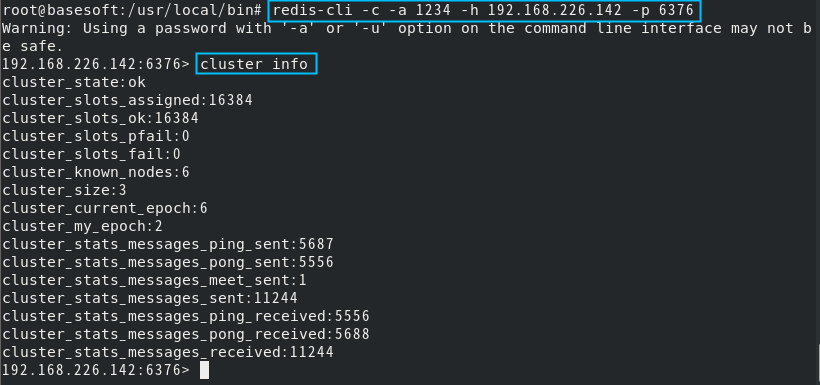 root@basesoft:/usr/local/bin# redis-cli -c -a 1234 -h 192.168.226.142 -p 6376
Warning: Using a password with '-a' or '-u' option on the command line interface may not b
e safe.
192.168.226.142:6376> cluster info
cluster_state:ok
cluster_slots_assigned:16384
cluster_slots_ok:16384
cluster_slots_pfail:0
cluster_slots_fail:0
cluster_known_nodes:6
cluster_size:3
cluster_current_epoch:6
cluster_my_epoch:2
cluster_stats_messages_ping_sent:5687
cluster_stats_messages_pong_sent:5556
cluster_stats_messages_meet_sent:1
cluster_stats_messages_sent:11244
cluster_stats_messages_ping_received:5556
cluster_stats_messages_pong_received:5688
cluster_stats_messages_received:11244
192.168.226.142:6376>